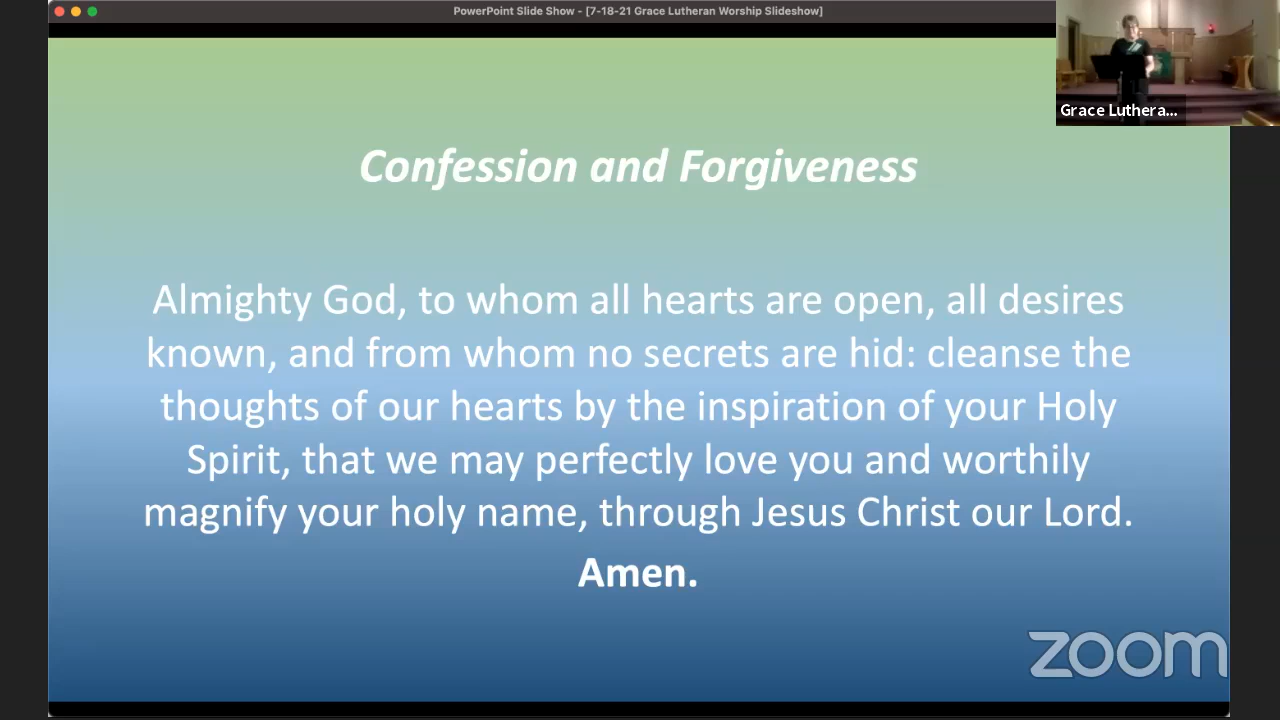 PowerPoint Slide Show - [7-18-21 Grace Lutheran Worship Slideshow]
Grace Luthera...
Confession and Forgiveness
Almighty God, to whom all hearts are open, all desires
known, and from whom no secrets are hid: cleanse the
thoughts of our hearts by the inspiration of your Holy
Spirit, that we may perfectly love you and worthily
magnify your holy name, through Jesus Christ our Lord.
Amen.
zoom